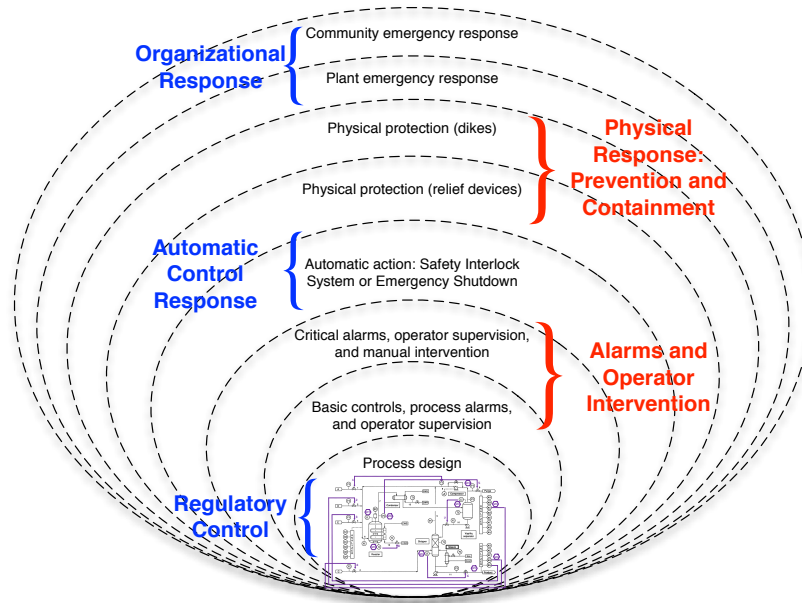 Community emergency response
Organizational
Response
Plant emergency response
Physical protection (dikes)
Physical
Response:
Prevention and
Containment
Physical protection (relief devices)
Automatic
Control
Response
Automatic action: Safety Interlock
System or Emergency Shutdown
Critical alarms, operator supervision,
and manual intervention
Alarms and
Operator
Intervention
Basic controls, process alarms,
and operator supervision
Process design
Regulatory
Control